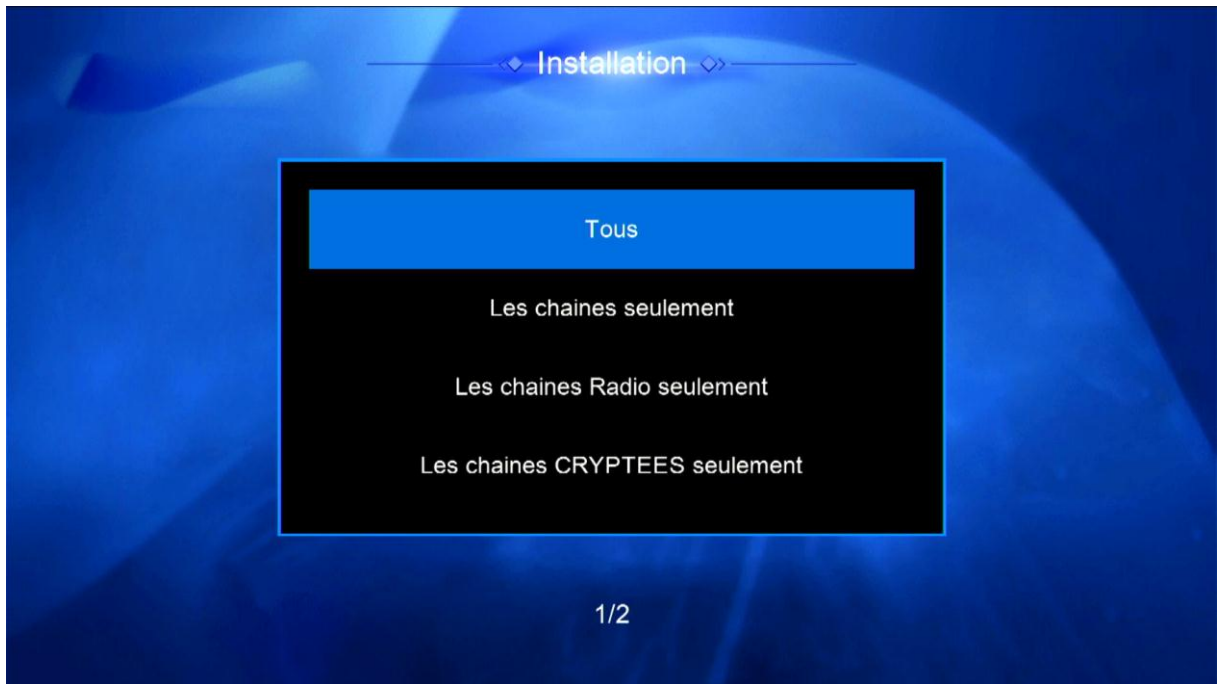 Installation
Tous
Les chaines seulement
Les chaines Radio seulement
Les chaines CRYPTEES seulement
1/2